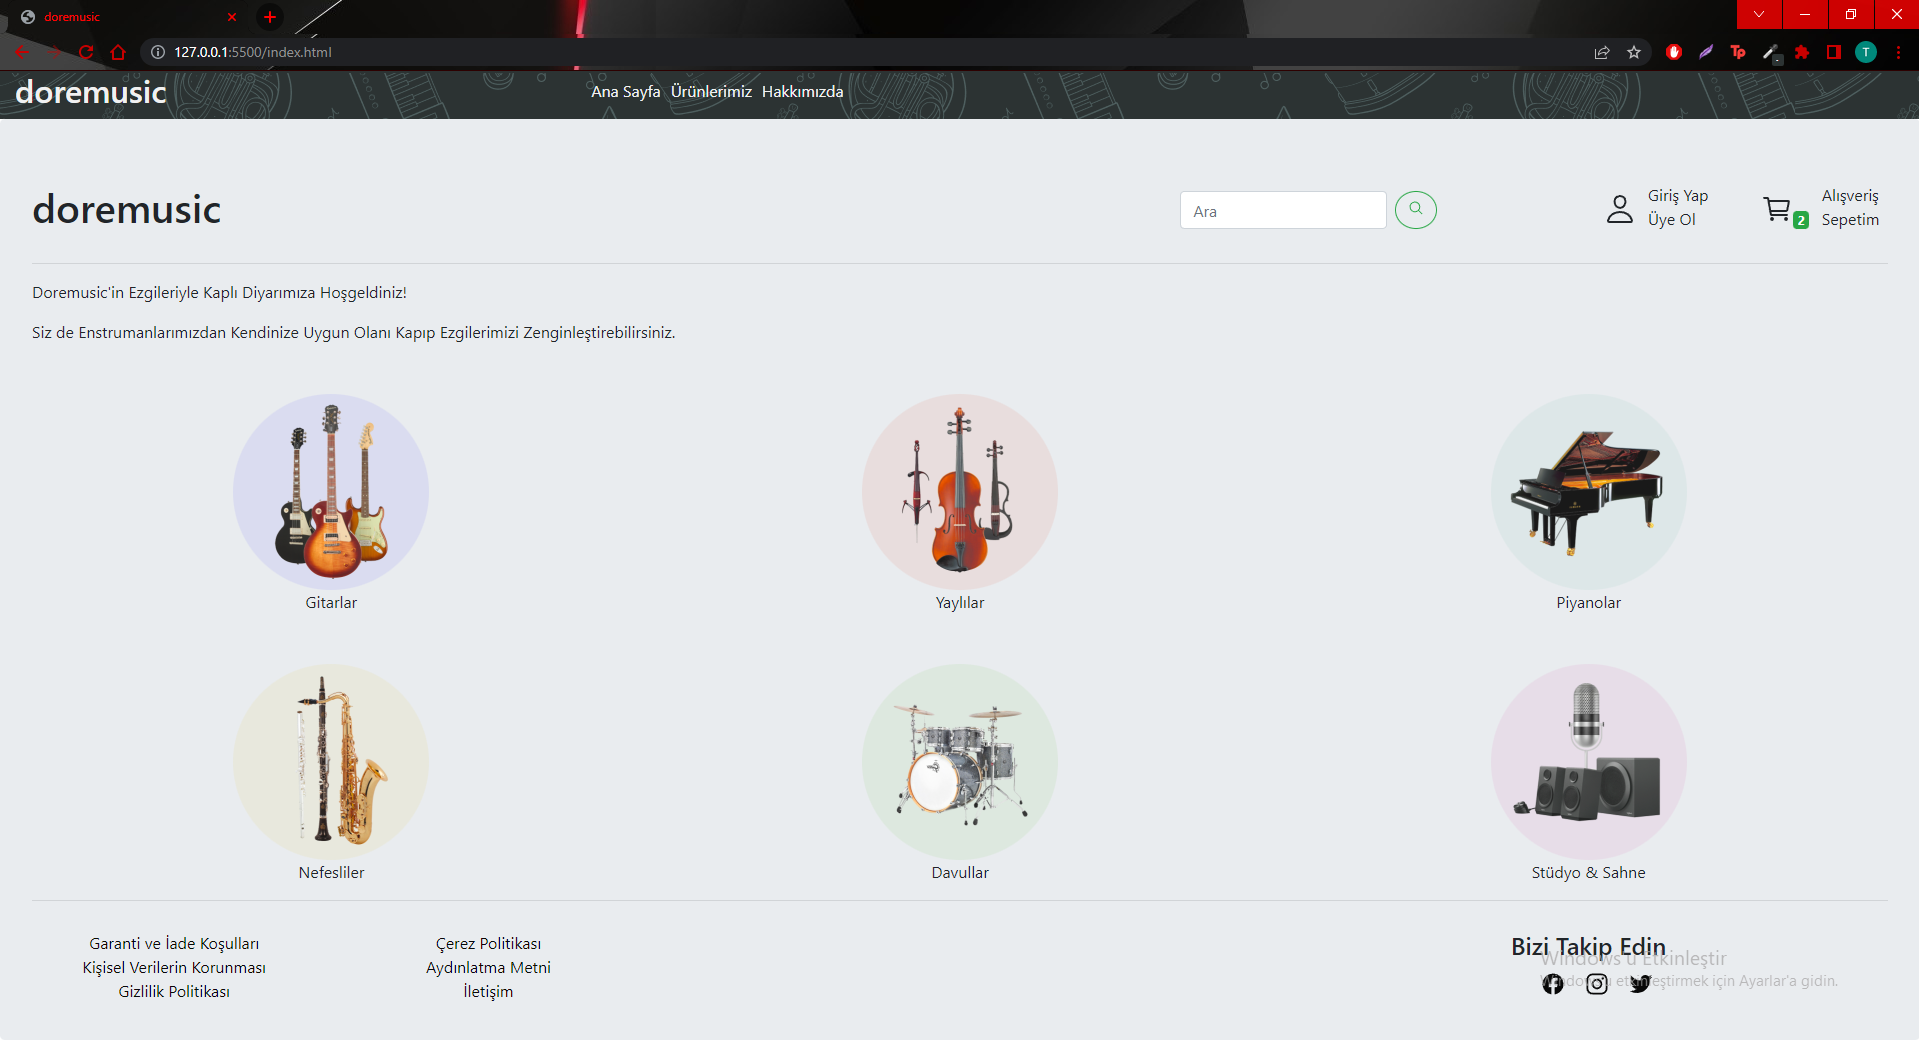 doremusic
127.0.0.1:5500/index.html
T
doremusic
Ana Sayfa Ürünlerimiz Hakkımızda
doremusic
Ara
Giriş Yap
Üye Ol
2
Alışveriş
Sepetim
Doremusic'in Ezgileriyle Kaplı Diyarımıza Hoşgeldiniz!
Siz de Enstrumanlarımızdan Kendinize Uygun Olanı Kapıp Ezgilerimizi Zenginleştirebilirsiniz.
Gitarlar
Yaylılar
Piyanolar
Nefesliler
Davullar
Stüdyo & Sahne
Garanti ve İade Koşulları
Kişisel Verilerin Korunması
Gizlilik Politikası
Çerez Politikası
Aydınlatma Metni
İletişim
Bizi Takip Edin
Windows'u Etkinleştir
Windows'u etkinleştirmek için Ayarlar'a gidin.